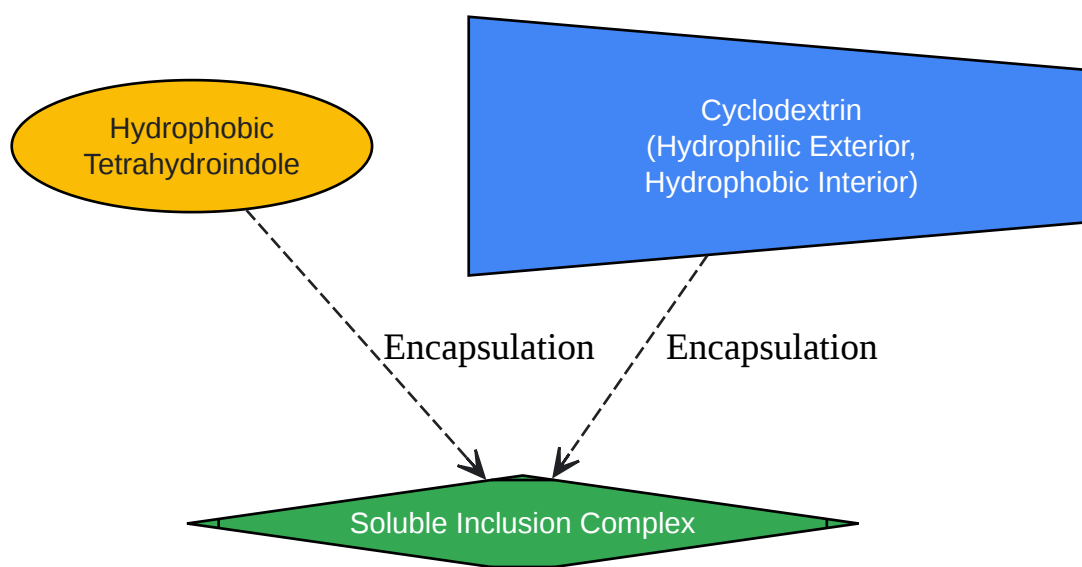 Hydrophobic
Tetrahydroindole
Cyclodextrin
(Hydrophilic Exterior,
Hydrophobic Interior)
Encapsulation
Encapsulation
Soluble Inclusion Complex